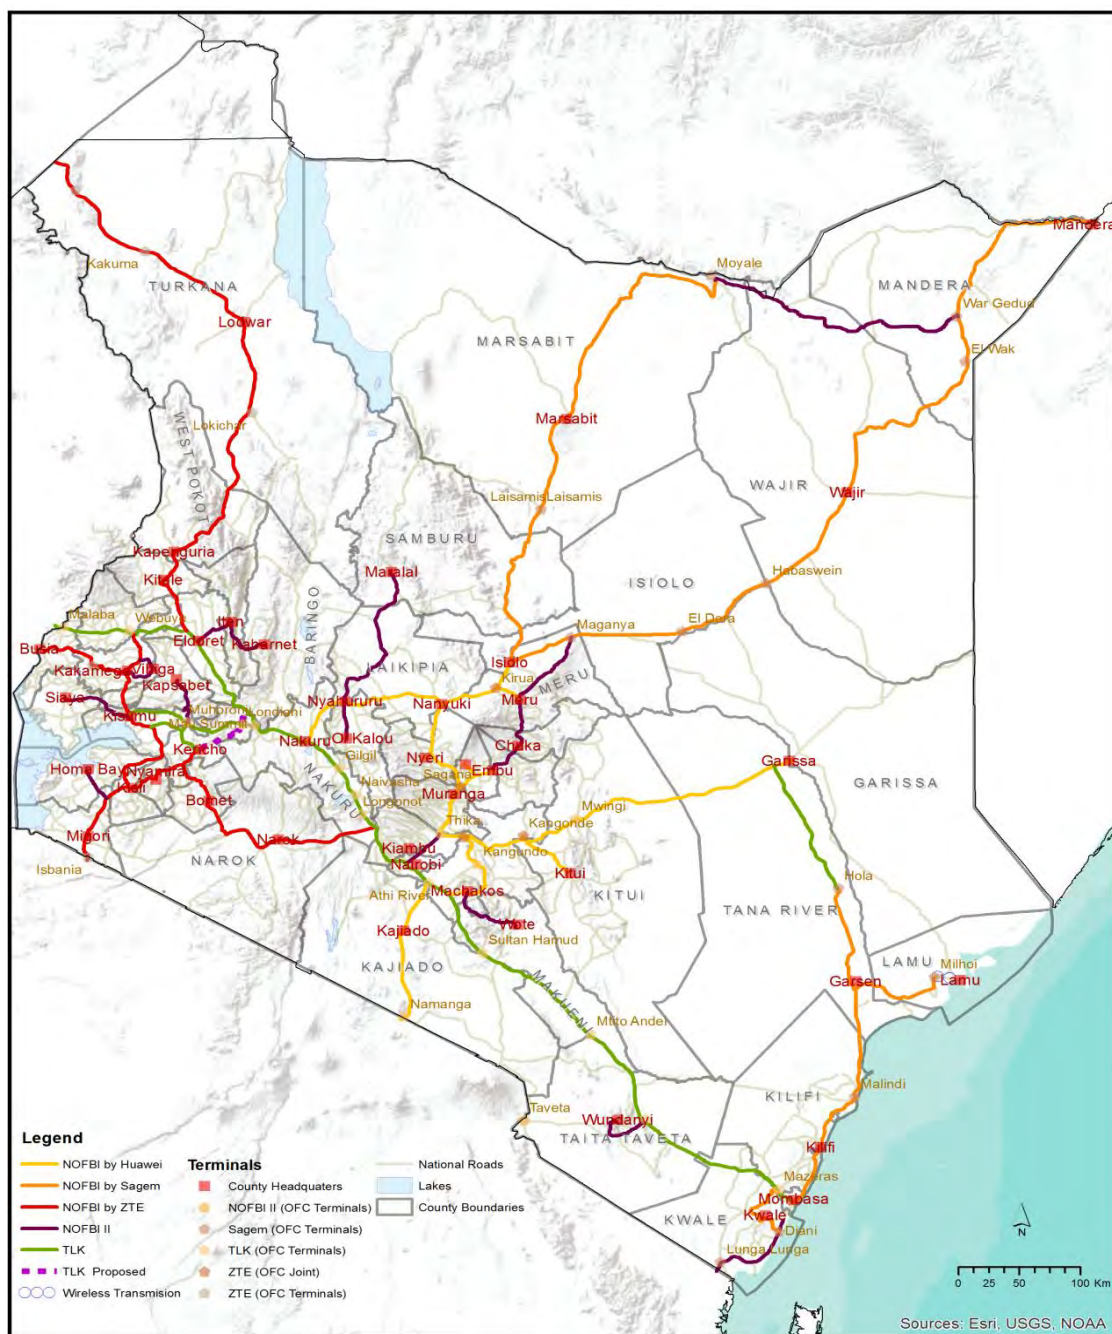 Mandera
Moyale
MANDERA
Kakuma
TURKANA
War Gedud
Lodwar
MARSABIT
El Wak
Marsabit
WEST POKOT
Lokichar
WAJIR
Wajir
Laisamis Laisamis
SAMBURU
Kapenguria
Maralal
Habaswein
Kitale
ISIOLO
BARINGO
Malaba
Webuye
Iten
El Dera
Maganya
Eldoret
Kabarnet
Busia
Isiolo
Kakamega
Vihiga
LAIKIPIA
Kirua
MERU
Kapsabet
Siaya
Nyahururu
Nanyuki
Meru
Muhoroni
Londiani
Kisumu
Mau Summit
Nakuru
Ol Kalou
Chuka
Kericho
Gilgil
Nyeri
Garissa
Home Bay
Nyamira
Embu
GARISSA
Kisii
NAKURU
Naivasha
Sagana
Bomet
Longonot
Muranga
Mwingi
Migori
Narok
Thika
Kangonde
Kiambu
Kangundo
Isbania
NAROK
Nairobi
Kitui
KITUI
Hola
Athi River
Machakos
TANA RIVER
Wote
Kajiado
Sultan Hamud
LAMU
Milhoi
KAJIADO
Garsen
Lamu
MAKUENI
Namanga
Mtito Andei
Malindi
KILIFI
Taveta
Wundanyi
TAITA TAVETA
Kilifi
Mazeras
Mombasa
KWALE
Kwale
Diani
Lunga Lunga
Legend
NOFBI by Huawei
NOFBI by Sagem
NOFBI by ZTE
NOFBI II
TLK
TLK Proposed
Wireless Transmision
Terminals
County Headquaters
NOFBI II (OFC Terminals)
Sagem (OFC Terminals)
TLK (OFC Terminals)
ZTE (OFC Joint)
ZTE (OFC Terminals)
National Roads
Lakes
County Boundaries
N
0 25 50 100 Km
Sources: Esri, USGS, NOAA